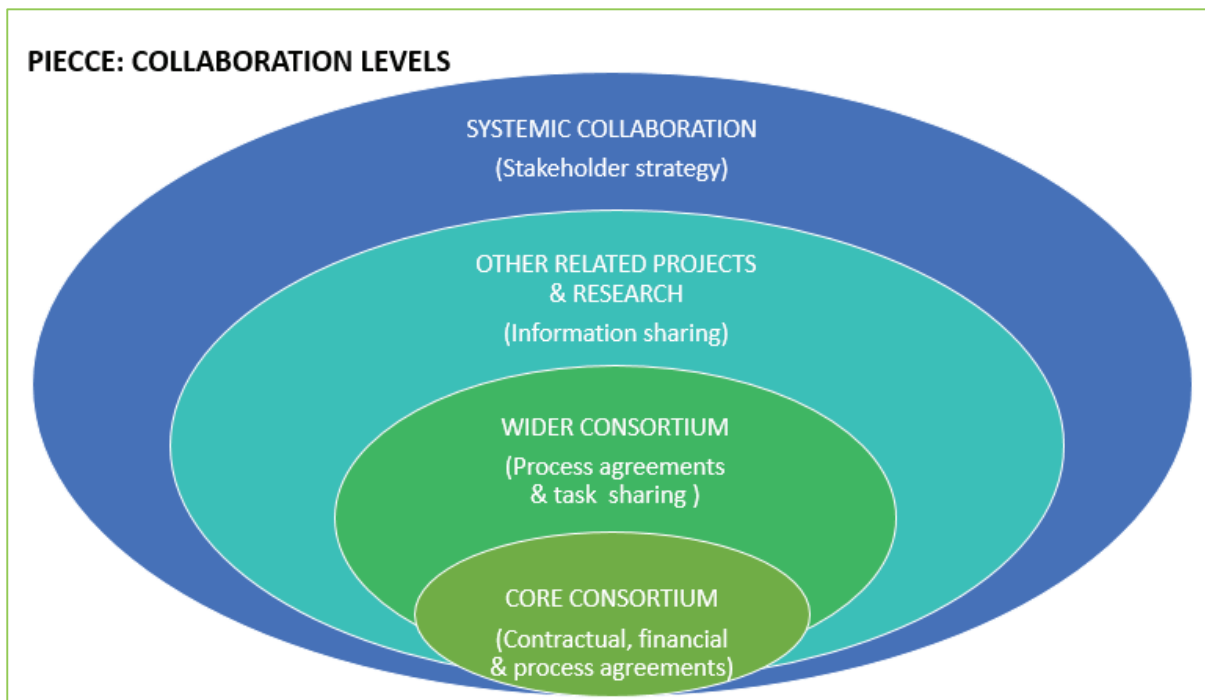 PIECCE: COLLABORATION LEVELS
SYSTEMIC COLLABORATION
(Stakeholder strategy)
OTHER RELATED PROJECTS
& RESEARCH
(Information sharing)
WIDER CONSORTIUM
(Process agreements
& task sharing )
CORE CONSORTIUM
(Contractual, financial
& process agreements)